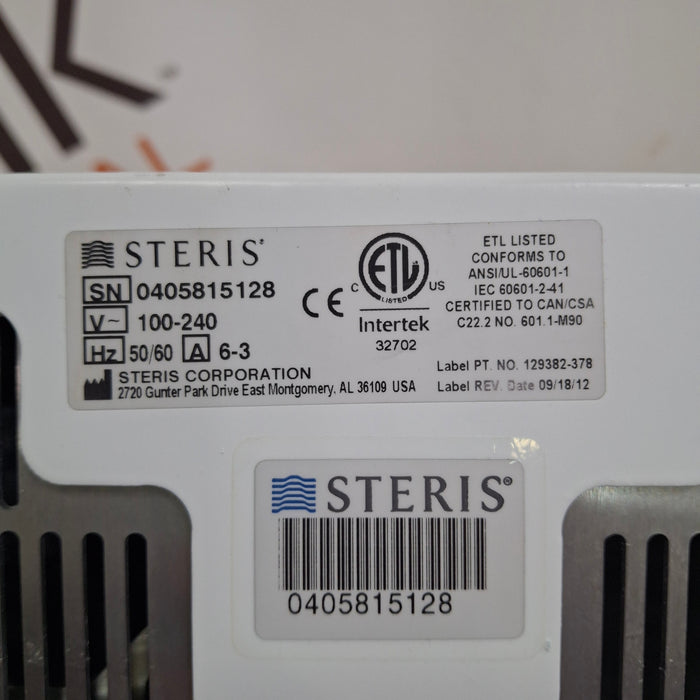 STERIS®
SN 0405815128
V~ 100-240
Hz 50/60 A 6-3
STERIS CORPORATION
2720 Gunter Park Drive East Montgomery, AL 36109 USA
CE
C ETL US
LISTED
Intertek
32702
ETL LISTED
CONFORMS TO
ANSI/UL-60601-1
IEC 60601-2-41
CERTIFIED TO CAN/CSA
C22.2 NO. 601.1-M90
Label PT. NO. 129382-378
Label REV. Date 09/18/12
STERIS®
0405815128